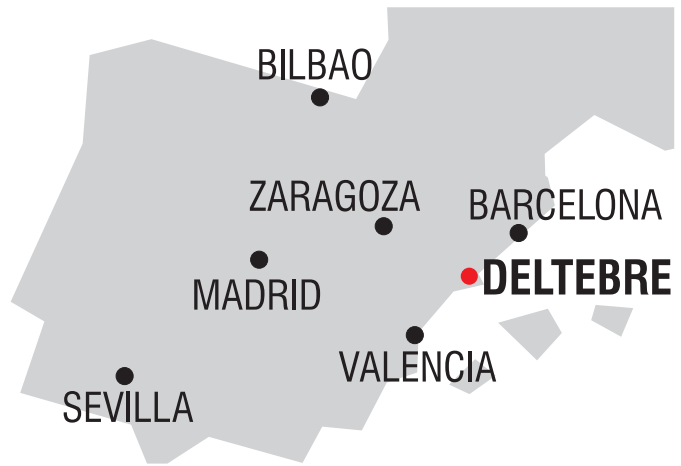 BILBAO
ZARAGOZA
BARCELONA
DELTEBRE
MADRID
VALENCIA
SEVILLA